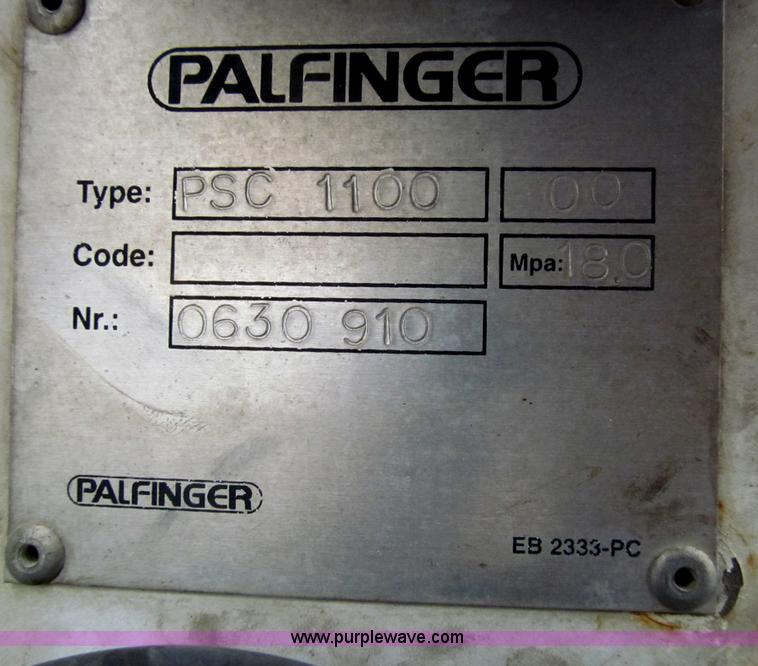 PALFINGER
Type: PSC 1100 00
Code: Mpa: 18.0
Nr.: 0630 910
PALFINGER
EB 2333-PC
www.purplewave.com